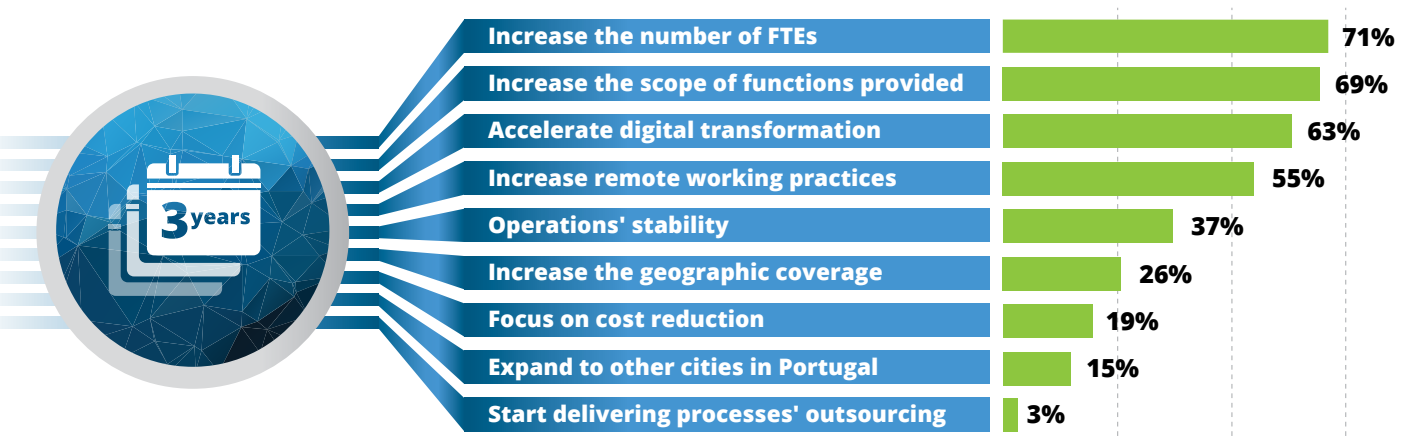 Increase the number of FTEs 71%
Increase the scope of functions provided 69%
Accelerate digital transformation 63%
Increase remote working practices 55%
3 years
Operations' stability 37%
Increase the geographic coverage 26%
Focus on cost reduction 19%
Expand to other cities in Portugal 15%
Start delivering processes' outsourcing 3%